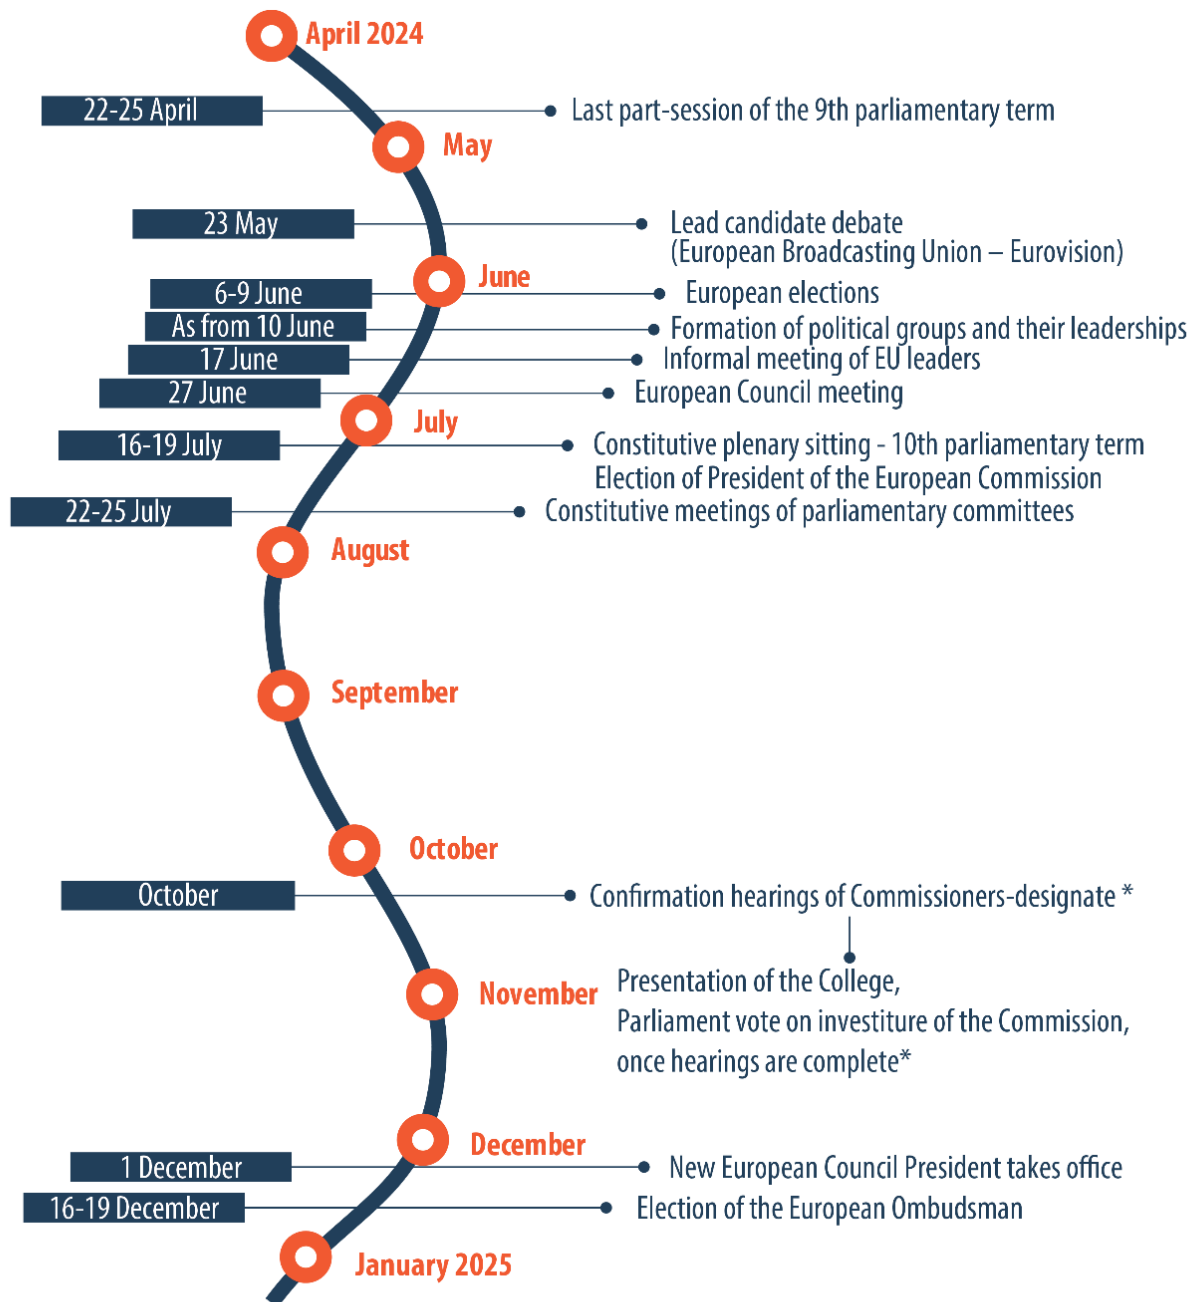 April 2024
22-25 April
Last part-session of the 9th parliamentary term
May
23 May
Lead candidate debate
(European Broadcasting Union – Eurovision)
June
6-9 June
European elections
As from 10 June
Formation of political groups and their leaderships
17 June
Informal meeting of EU leaders
27 June
European Council meeting
July
16-19 July
Constitutive plenary sitting - 10th parliamentary term
Election of President of the European Commission
22-25 July
Constitutive meetings of parliamentary committees
August
September
October
October
Confirmation hearings of Commissioners-designate *
November
Presentation of the College,
Parliament vote on investiture of the Commission,
once hearings are complete*
December
1 December
New European Council President takes office
16-19 December
Election of the European Ombudsman
January 2025